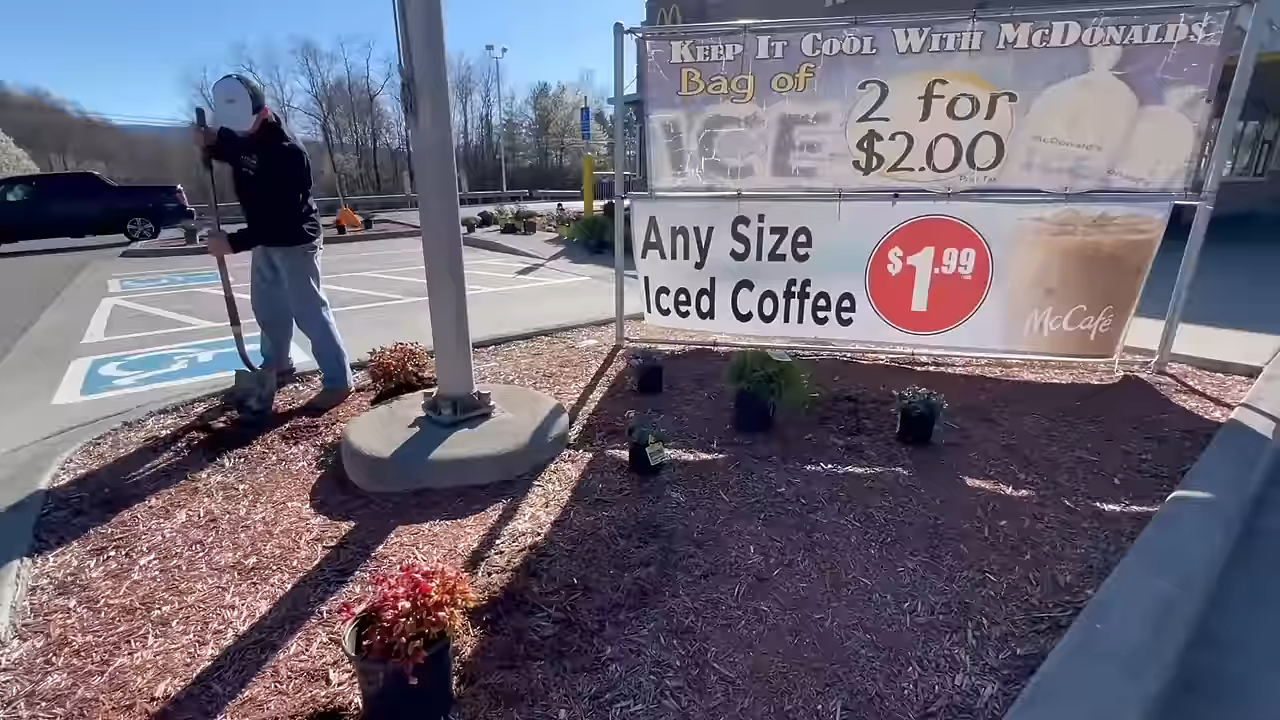 KEEP IT COOL WITH MCDONALDS
Bag of
ICE
2 for
$2.00
McDonald's
Any Size
Iced Coffee
$1.99
McCafé